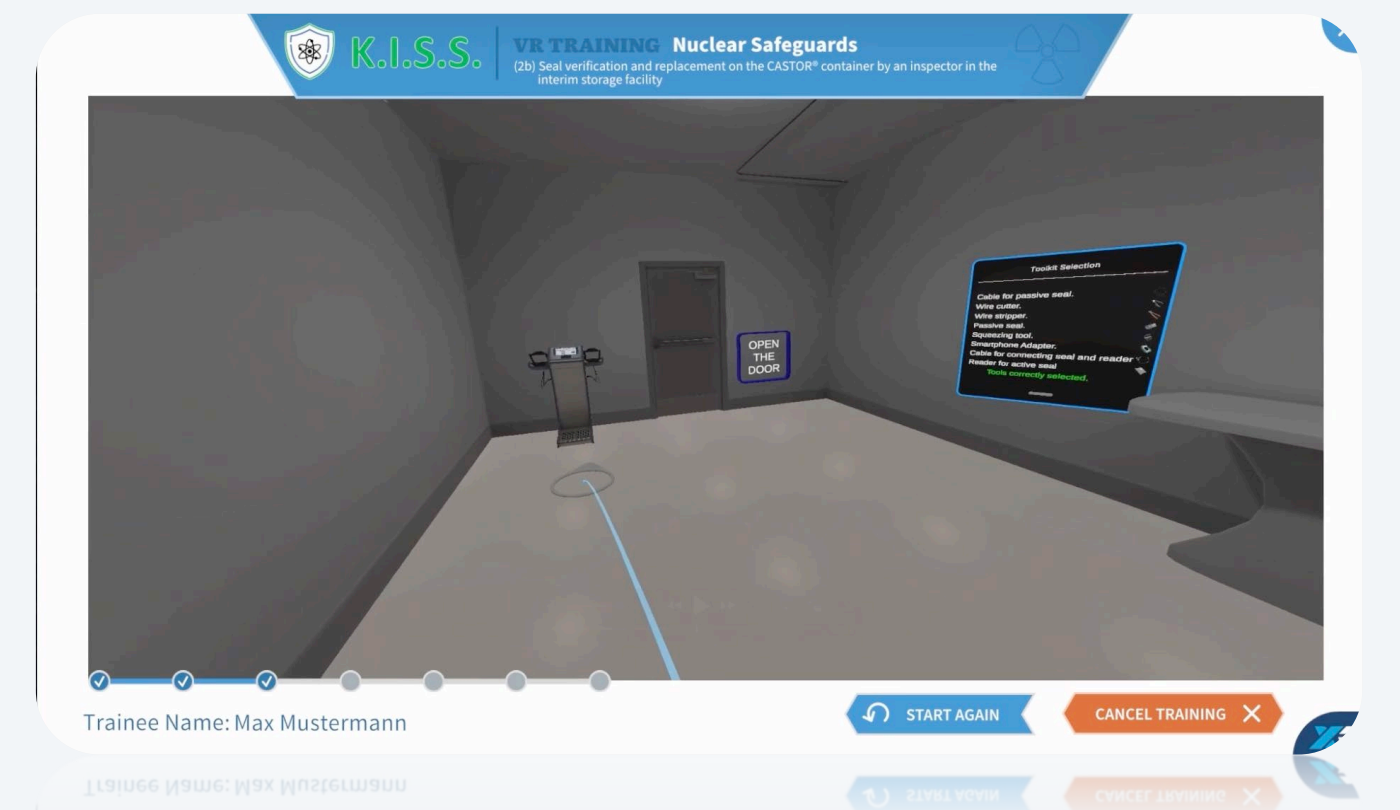 K.I.S.S.
VR TRAINING Nuclear Safeguards
(2b) Seal verification and replacement on the CASTOR® container by an inspector in the
interim storage facility
OPEN
THE
DOOR
Toolkit Selection
Cable for passive seal.
Wire cutter.
Wire stripper.
Passive seal.
Squeezing tool.
Smartphone Adapter.
Cable for connecting seal and reader
Reader for active seal
Tools correctly selected.
Trainee Name: Max Mustermann
START AGAIN
CANCEL TRAINING